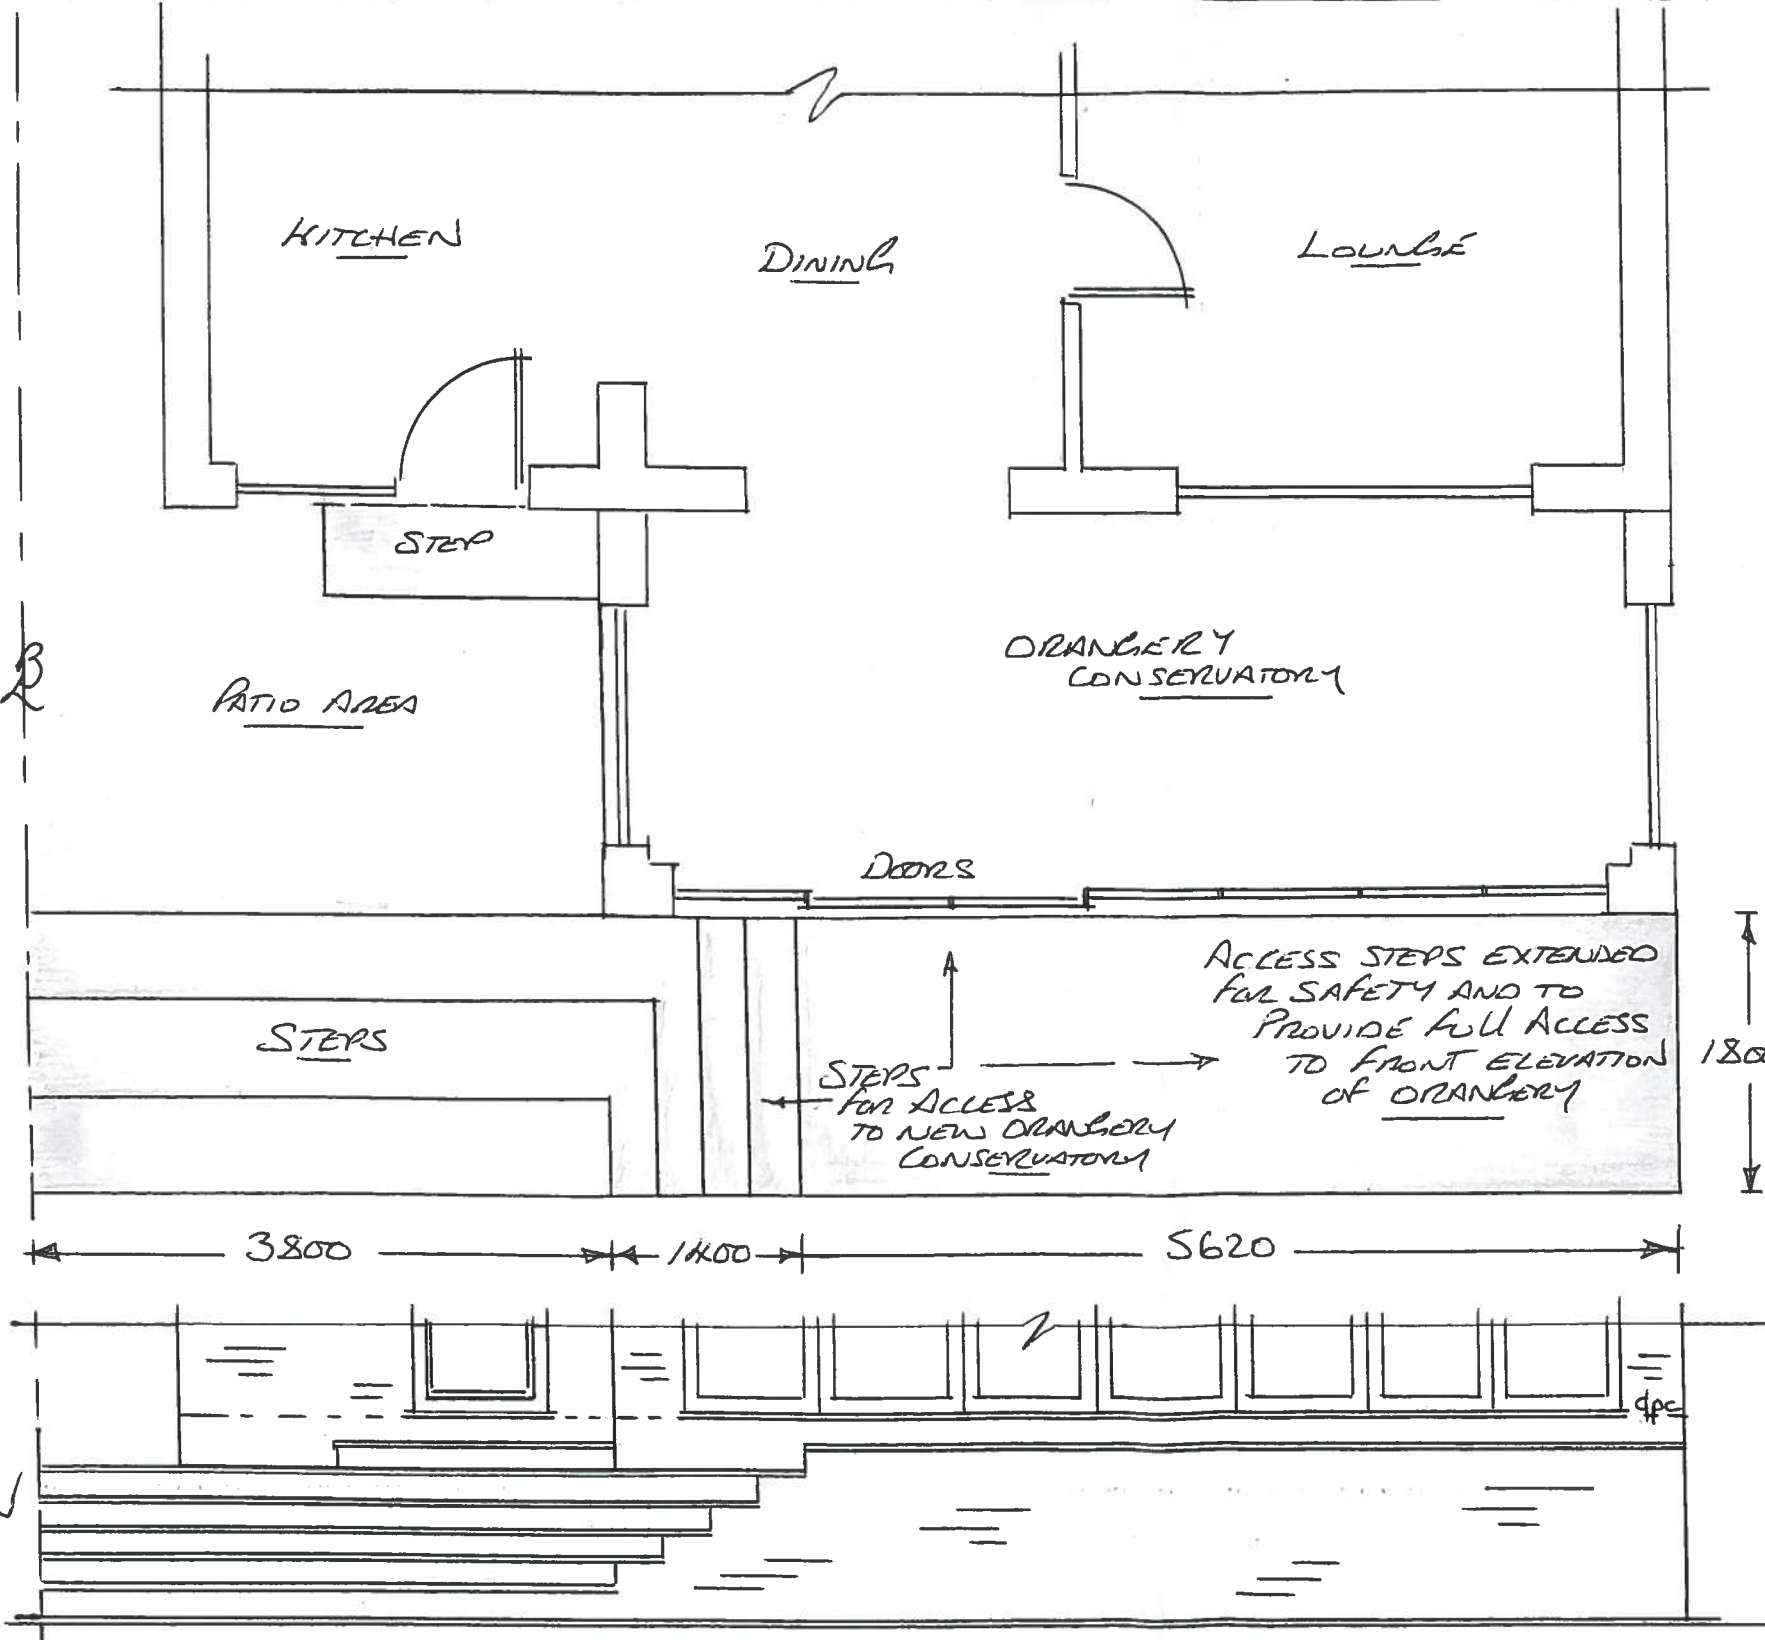 KITCHEN
DINING
LOUNGE
STEP
PATIO AREA
ORANGERY
CONSERVATORY
DOORS
STEPS
STEPS
FOR ACCESS
TO NEW ORANGERY
CONSERVATORY
ACCESS STEPS EXTENDED
FOR SAFETY AND TO
PROVIDE FULL ACCESS
TO FRONT ELEVATION
OF ORANGERY
3800
1400
5620
dpc